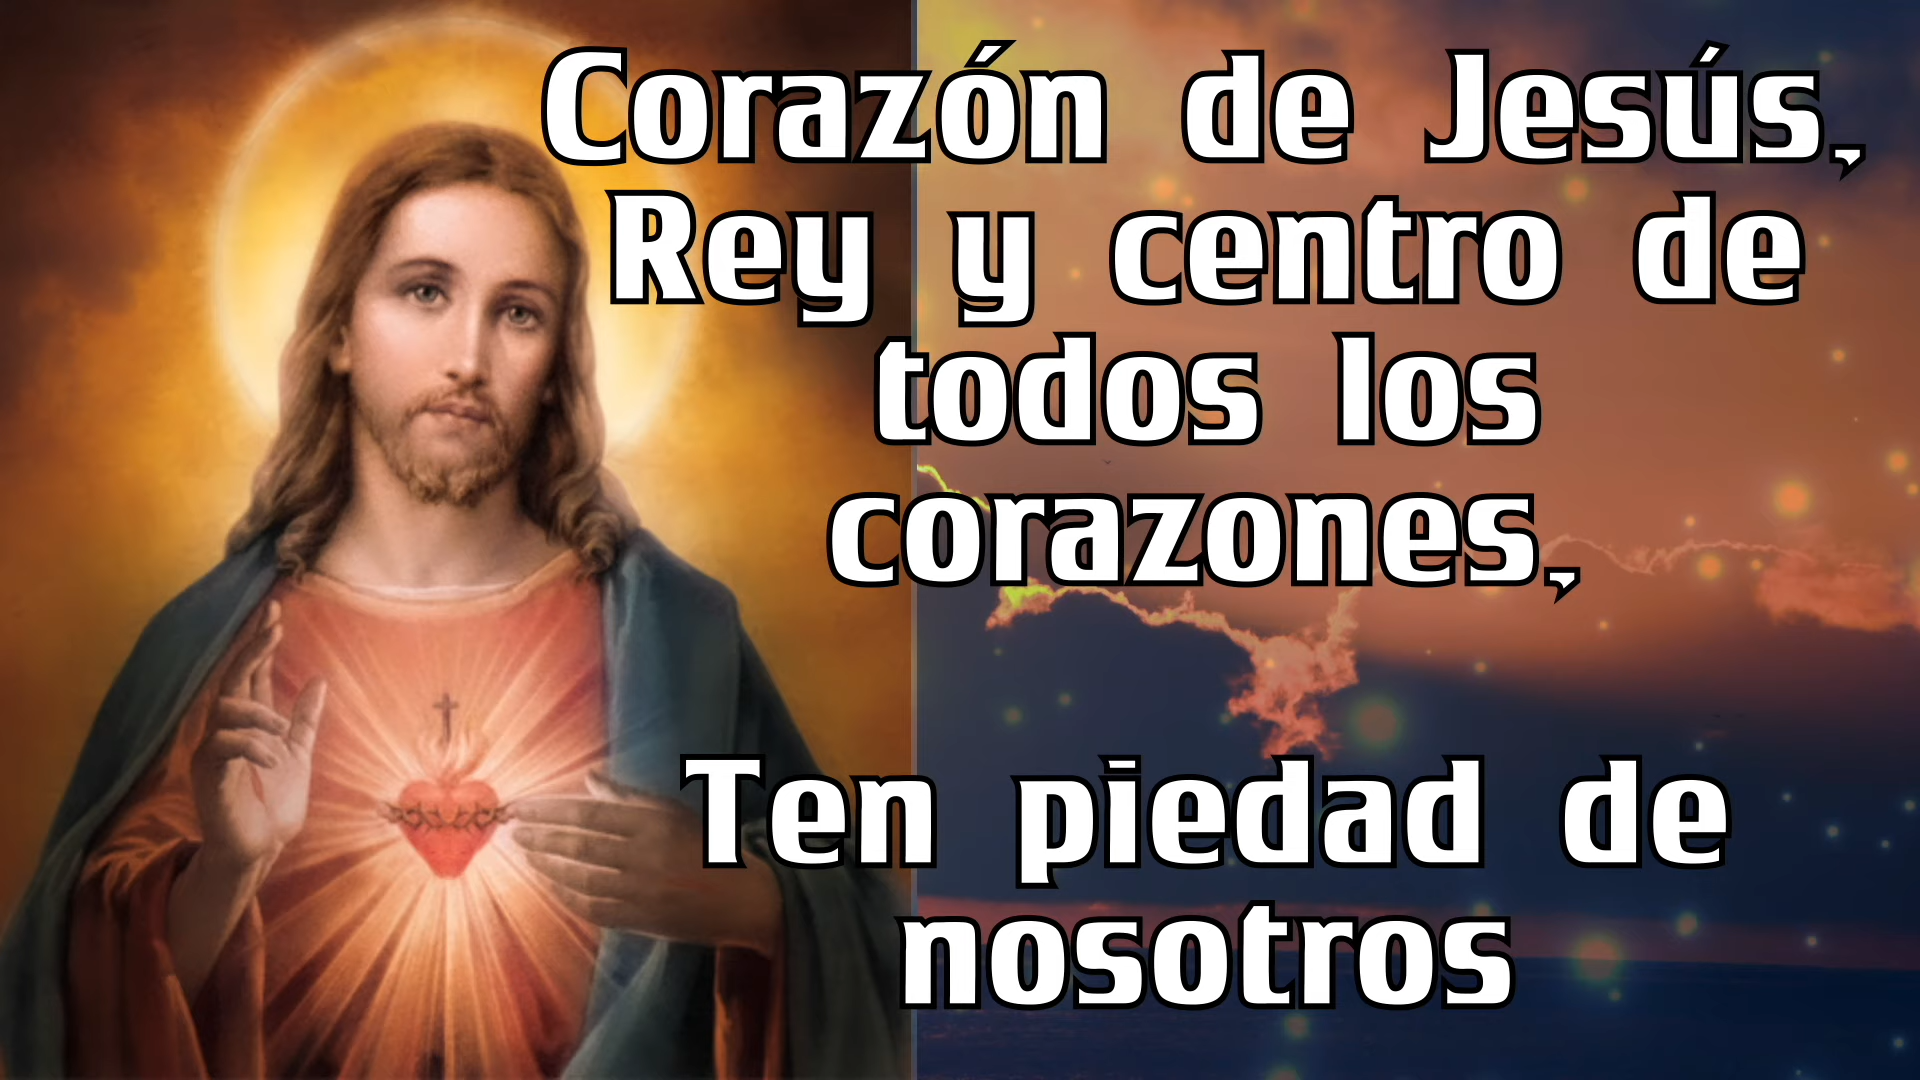 Corazón de Jesús,
Rey y centro de
todos los
corazones,
Ten piedad de
nosotros